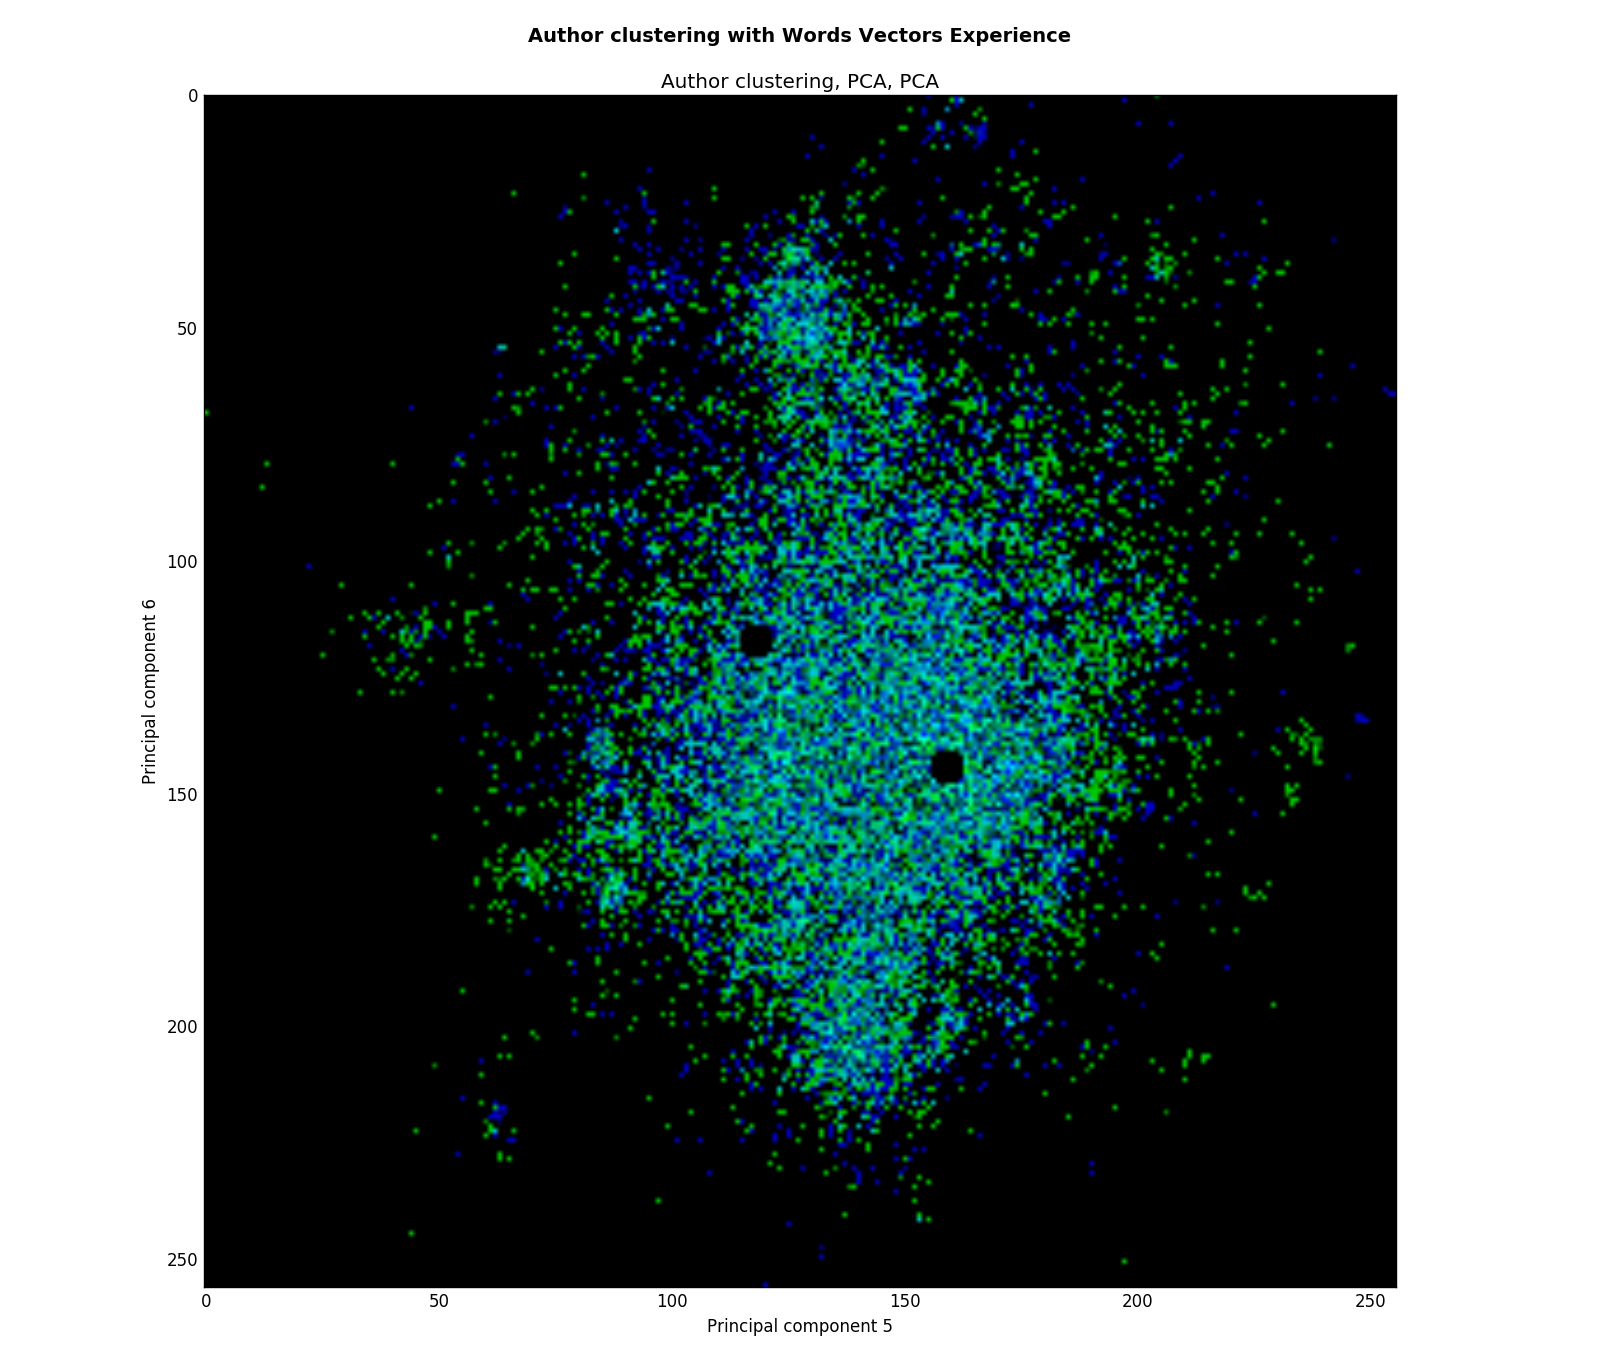 Author clustering with Words Vectors Experience
Author clustering, PCA, PCA
0
50
100
150
200
250
Principal component 6
0 50 100 150 200 250
Principal component 5